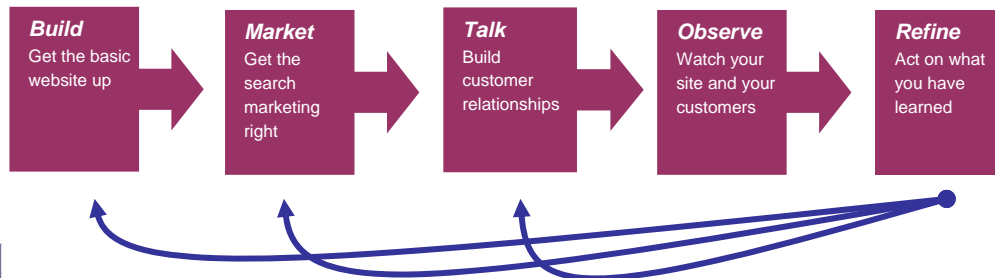 Build
Get the basic
website up
Market
Get the
search
marketing
right
Talk
Build
customer
relationships
Observe
Watch your
site and your
customers
Refine
Act on what
you have
learned